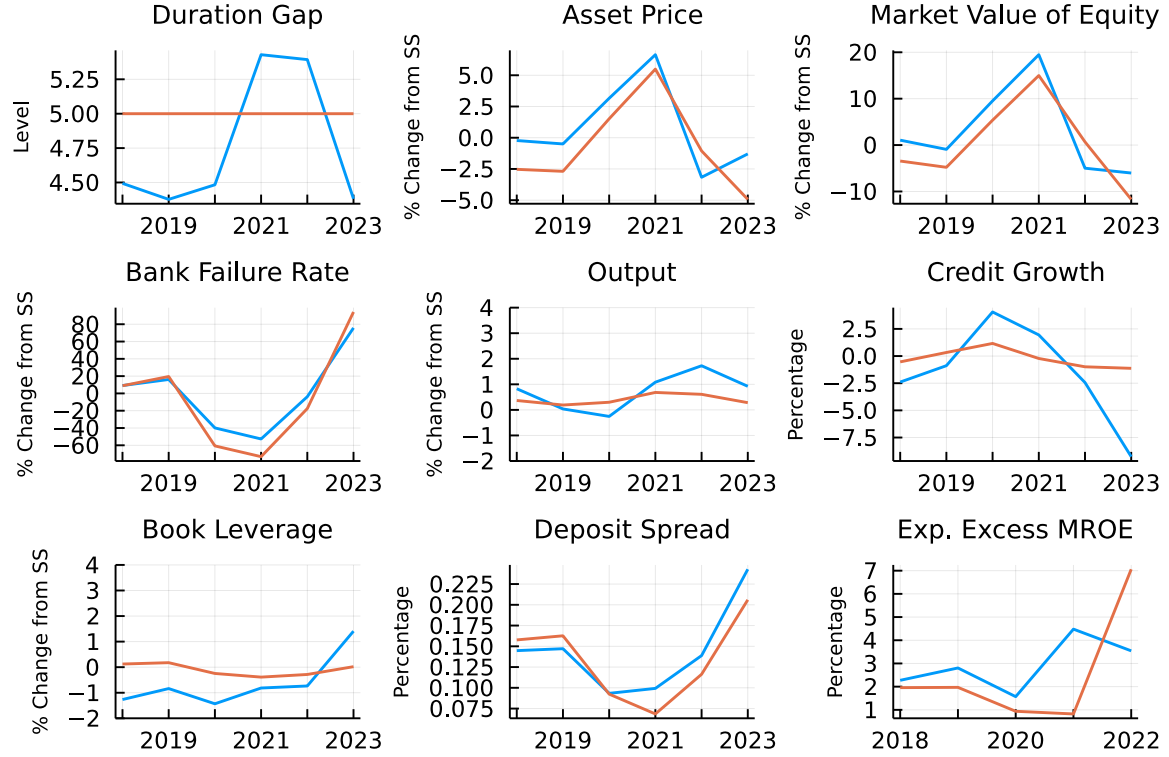 Duration Gap
Level
5.25
5.00
4.75
4.50
2019 2021 2023
Asset Price
% Change from SS
5.0
2.5
0.0
−2.5
−5.0
2019 2021 2023
Market Value of Equity
% Change from SS
20
10
0
−10
2019 2021 2023
Bank Failure Rate
% Change from SS
80
60
40
20
0
−20
−40
−60
2019 2021 2023
Output
% Change from SS
4
3
2
1
0
−1
−2
2019 2021 2023
Credit Growth
Percentage
2.5
0.0
−2.5
−5.0
−7.5
2019 2021 2023
Book Leverage
% Change from SS
4
3
2
1
0
−1
−2
2019 2021 2023
Deposit Spread
Percentage
0.225
0.200
0.175
0.150
0.125
0.100
0.075
2019 2021 2023
Exp. Excess MROE
Percentage
7
6
5
4
3
2
1
2018 2020 2022